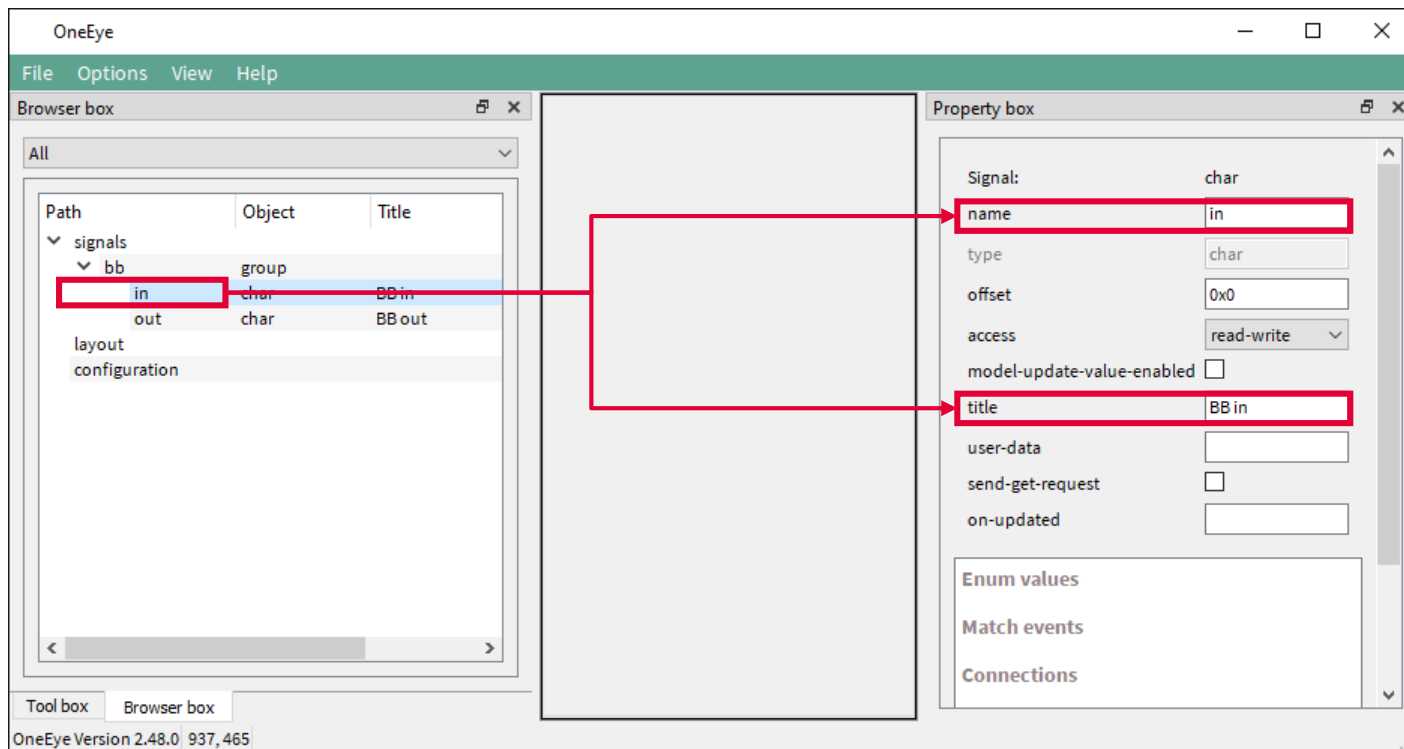 OneEye
File Options View Help
Browser box
All
Path Object Title
signals
bb group
in char BB in
out char BB out
layout
configuration
Tool box Browser box
OneEye Version 2.48.0 937, 465
Property box
Signal: char
name in
type char
offset 0x0
access read-write
model-update-value-enabled
title BB in
user-data
send-get-request
on-updated
Enum values
Match events
Connections